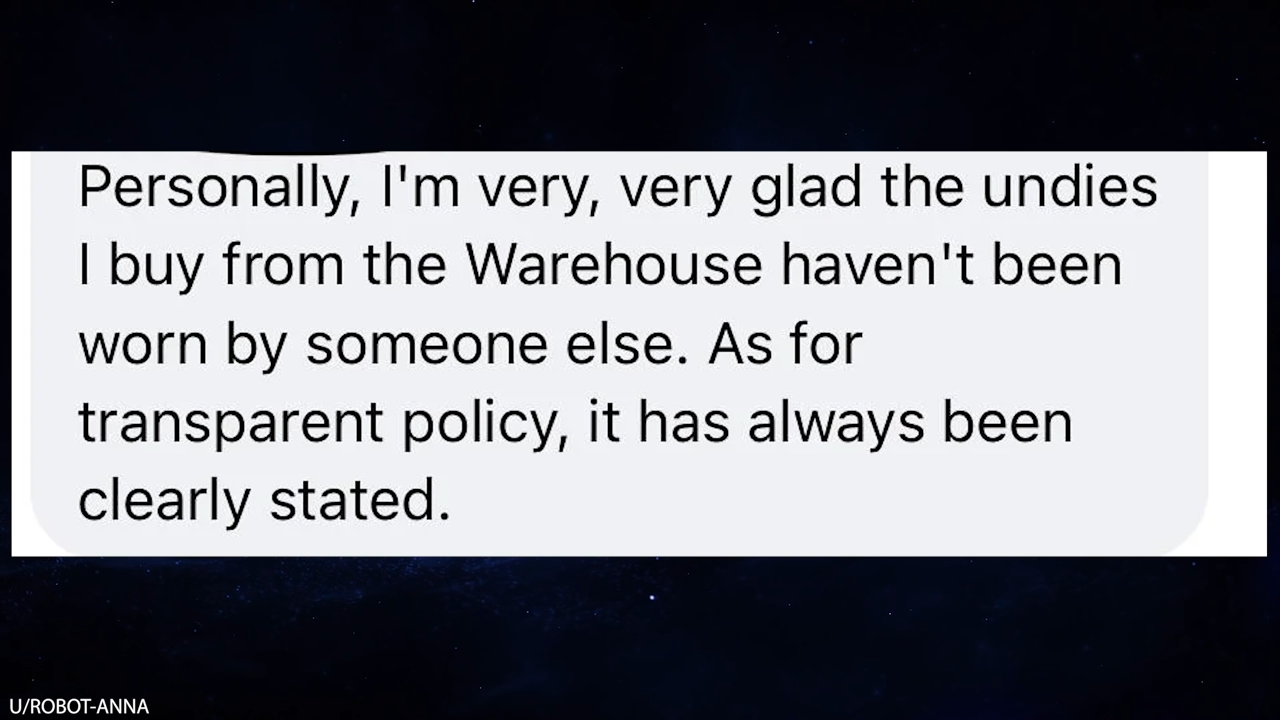 Personally, I'm very, very glad the undies
I buy from the Warehouse haven't been
worn by someone else. As for
transparent policy, it has always been
clearly stated.
U/ROBOT-ANNA